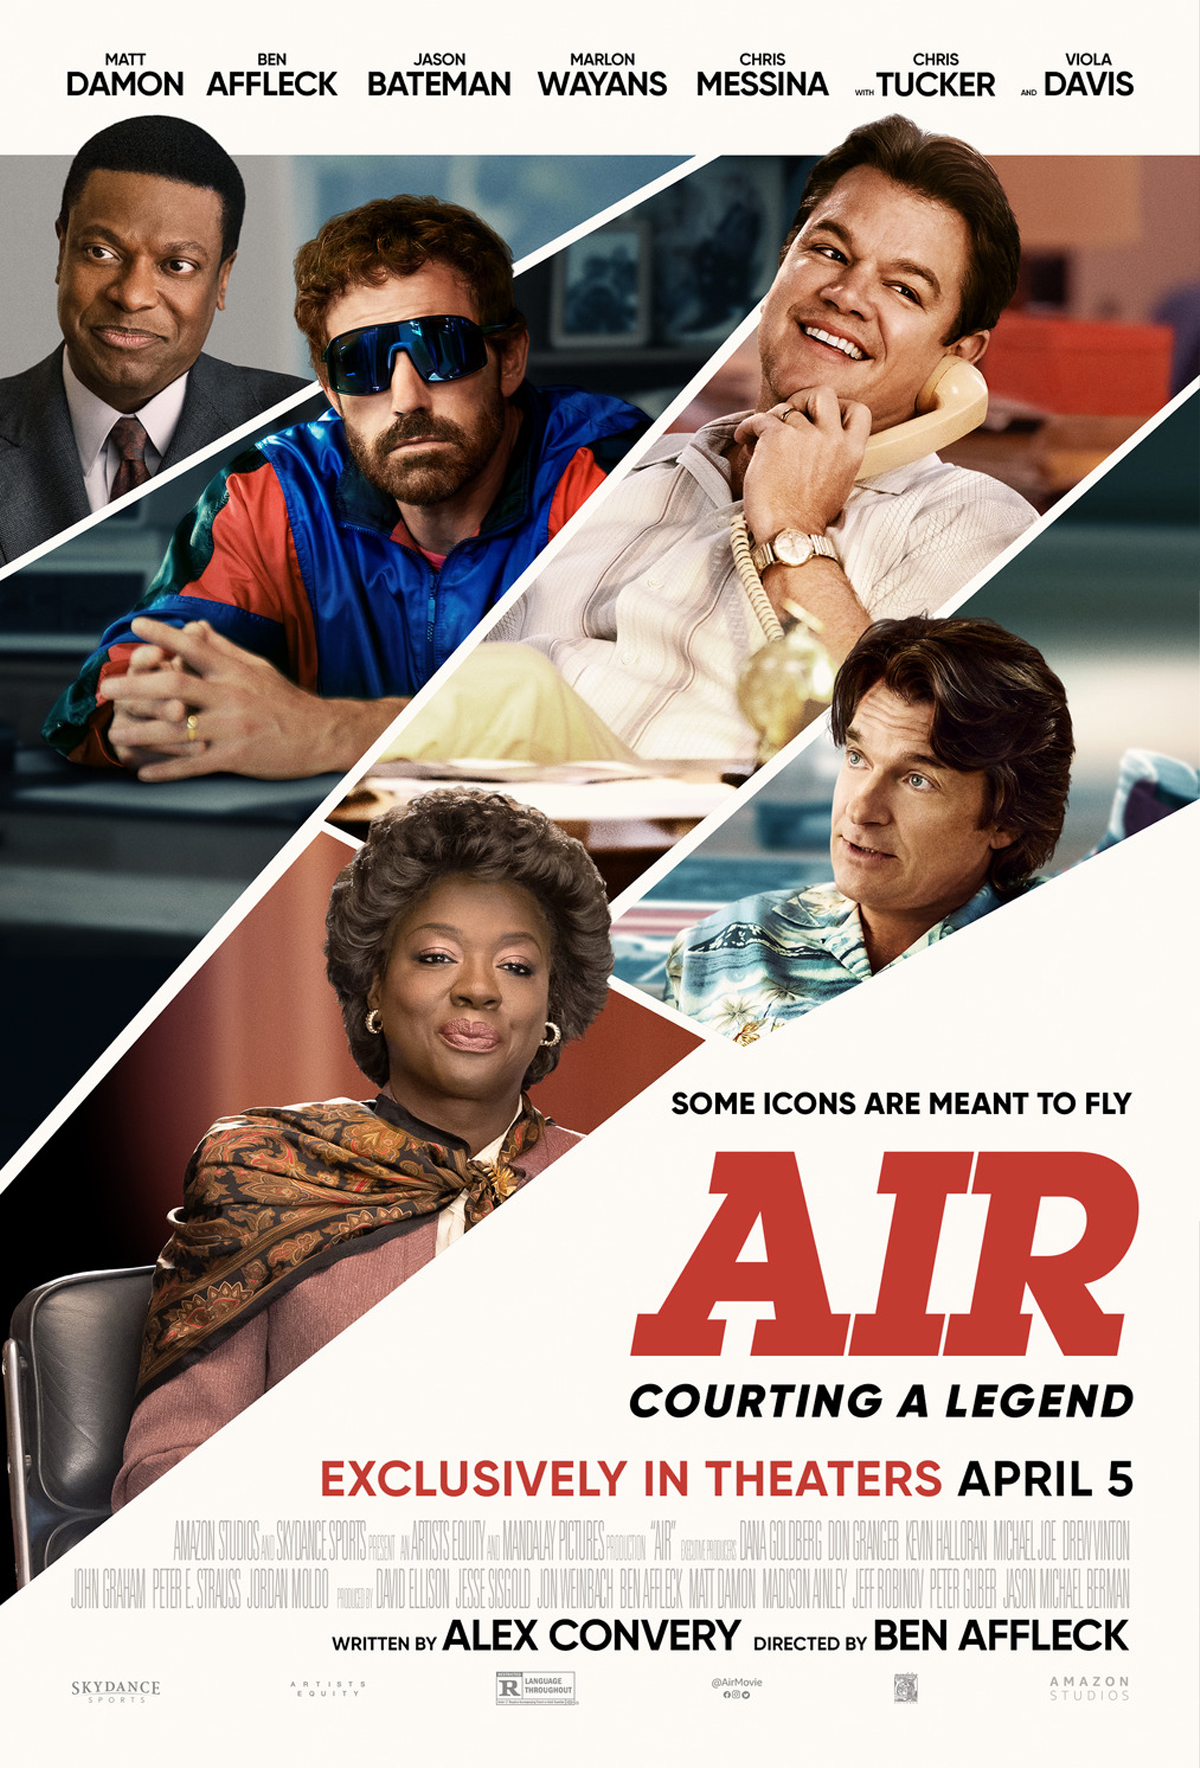 MATT DAMON BEN AFFLECK JASON BATEMAN MARLON WAYANS CHRIS MESSINA WITH CHRIS TUCKER AND VIOLA DAVIS
SOME ICONS ARE MEANT TO FLY
AIR
COURTING A LEGEND
EXCLUSIVELY IN THEATERS APRIL 5
AMAZON STUDIOS AND SKYDANCE SPORTS PRESENT AN ARTISTS EQUITY AND MANDALAY PICTURES PRODUCTION "AIR" EXECUTIVE PRODUCERS DANA GOLDBERG DON GRANGER KEVIN HALLORAN MICHAEL JOE DREW VINTON
JOHN GRAHAM PETER E. STRAUSS JORDAN MOLDO PRODUCED BY DAVID ELLISON JESSE SISGOLD JON WEINBACH BEN AFFLECK MATT DAMON MADISON AINLEY JEFF ROBINOV PETER GUBER JASON MICHAEL BERMAN
WRITTEN BY ALEX CONVERY DIRECTED BY BEN AFFLECK
SKYDANCE
SPORTS
ARTISTS
EQUITY
RESTRICTED
R LANGUAGE
THROUGHOUT
@AirMovie
AMAZON
STUDIOS